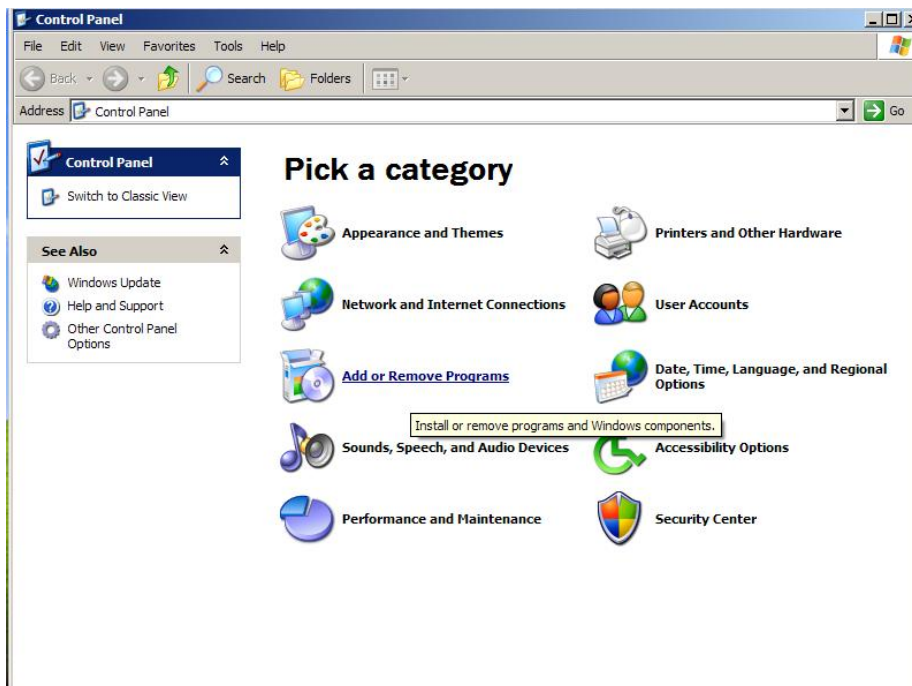 Control Panel
File Edit View Favorites Tools Help
Back Search Folders
Address Control Panel Go
Control Panel
Switch to Classic View
See Also
Windows Update
Help and Support
Other Control Panel
Options
Pick a category
Appearance and Themes
Printers and Other Hardware
Network and Internet Connections
User Accounts
Add or Remove Programs
Date, Time, Language, and Regional
Options
Install or remove programs and Windows components.
Sounds, Speech, and Audio Devices
Accessibility Options
Performance and Maintenance
Security Center